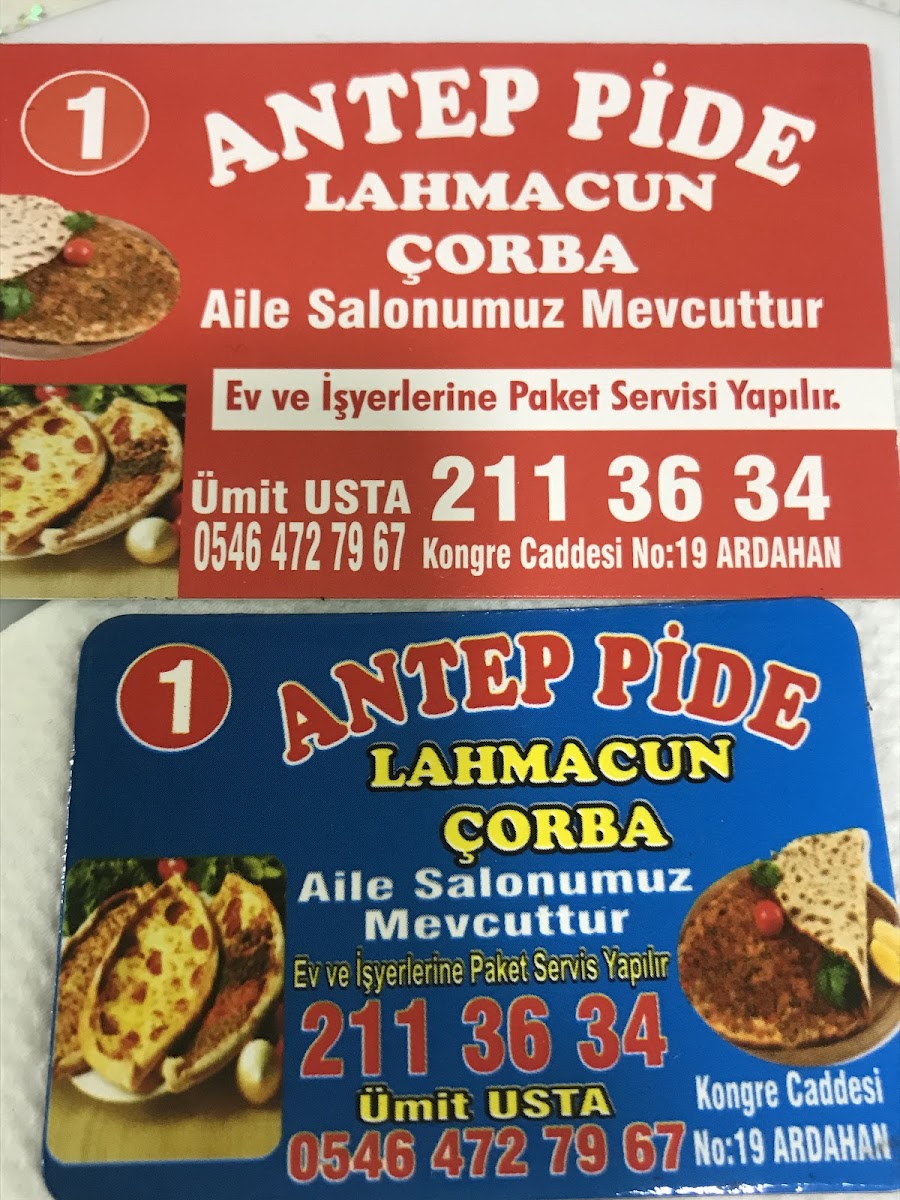 1
ANTEP PİDE
LAHMACUN
ÇORBA
Aile Salonumuz Mevcuttur
Ev ve İşyerlerine Paket Servisi Yapılır.
Ümit USTA 211 36 34
0546 472 79 67 Kongre Caddesi No:19 ARDAHAN
1
ANTEP PİDE
LAHMACUN
ÇORBA
Aile Salonumuz
Mevcuttur
Ev ve İşyerlerine Paket Servis Yapılır
211 36 34
Ümit USTA
0546 472 79 67
Kongre Caddesi
No:19 ARDAHAN